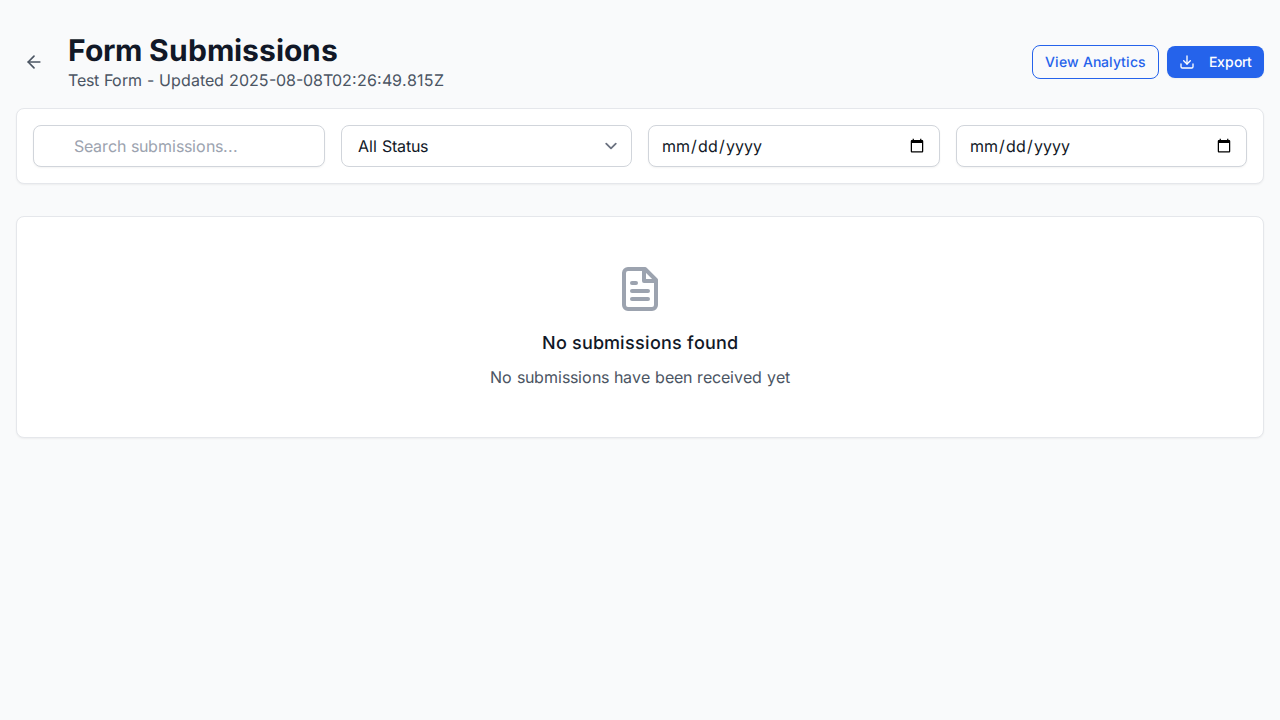 Form Submissions
Test Form - Updated 2025-08-08T02:26:49.815Z
View Analytics
Export
Search submissions...
All Status
mm/dd/yyyy
mm/dd/yyyy
No submissions found
No submissions have been received yet